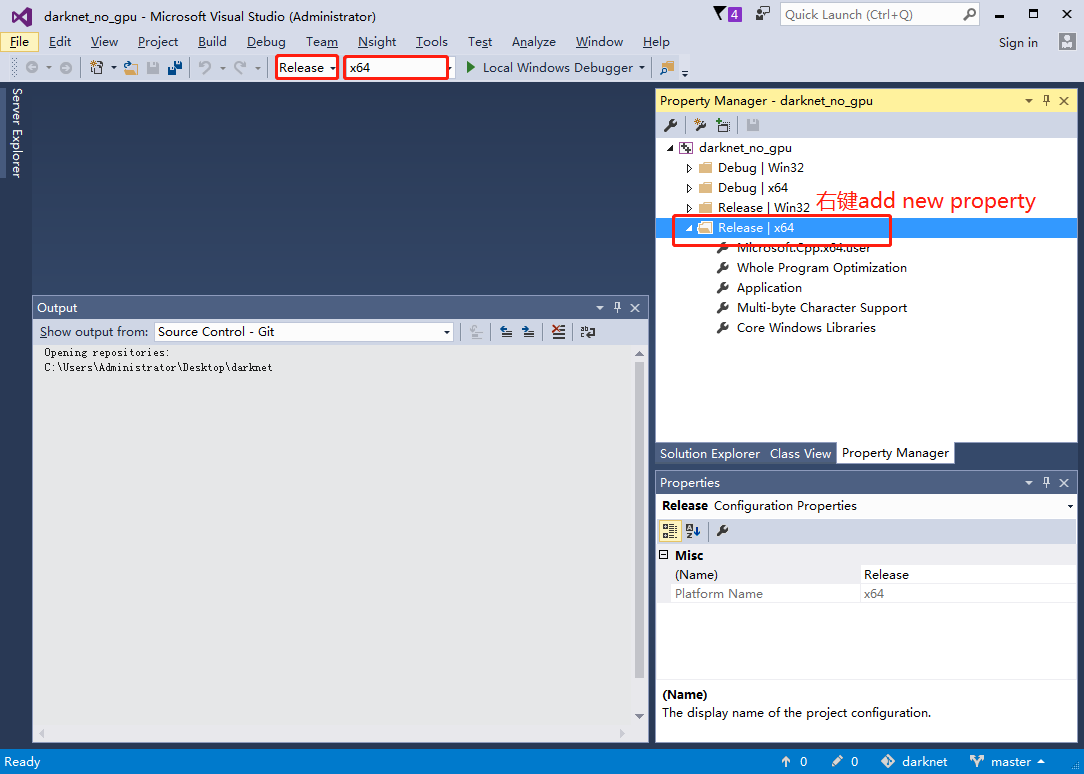 darknet_no_gpu - Microsoft Visual Studio (Administrator)
4
Quick Launch (Ctrl+Q)
File Edit View Project Build Debug Team Nsight Tools Test Analyze Window Help
Sign in
Release x64 Local Windows Debugger
Server Explorer
Property Manager - darknet_no_gpu
darknet_no_gpu
Debug | Win32
Debug | x64
Release | Win32
右键add new property
Release | x64
Microsoft.Cpp.x64.user
Whole Program Optimization
Application
Multi-byte Character Support
Core Windows Libraries
Output
Show output from: Source Control - Git
Opening repositories:
C:\Users\Administrator\Desktop\darknet
Solution Explorer Class View Property Manager
Properties
Release Configuration Properties
Misc
(Name) Release
Platform Name x64
(Name)
The display name of the project configuration.
Ready
0 0 darknet master